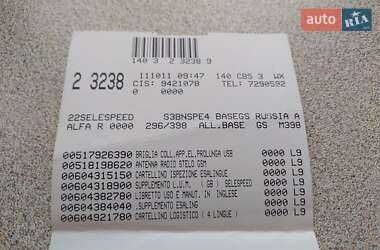 auto RIA
140 3 2 3238 9
2 3238
111011 09:47 140 CBS 3 WX
CIS: 9421078 TEL: 7290592
0 0000
22SELESPEED S3BNSPE4 BASEGS RUSSIA A
ALFA R 0000 296/398 ALL.BASE GS M398
00517926390 BRIGLIA COLL.APP.EL.PROLUNGA USB 0000 L9
00518198620 ANTENNA RADIO STELO GSM 0000 L9
00604315150 CARTELLINO ISPEZIONE ESALINGUE 0000 L9
00604318900 SUPPLEMENTO L.U.M. ( GB ) SELESPEED 0000 L9
00604382780 LIBRETTO USO E MANUT. IN INGLESE 0000 L9
00604384040 .SUPPLEMENTO ESALING 0000 L9
00604921780 CARTELLINO LOGISTICO ( 4 LINGUE ) 0000 L9